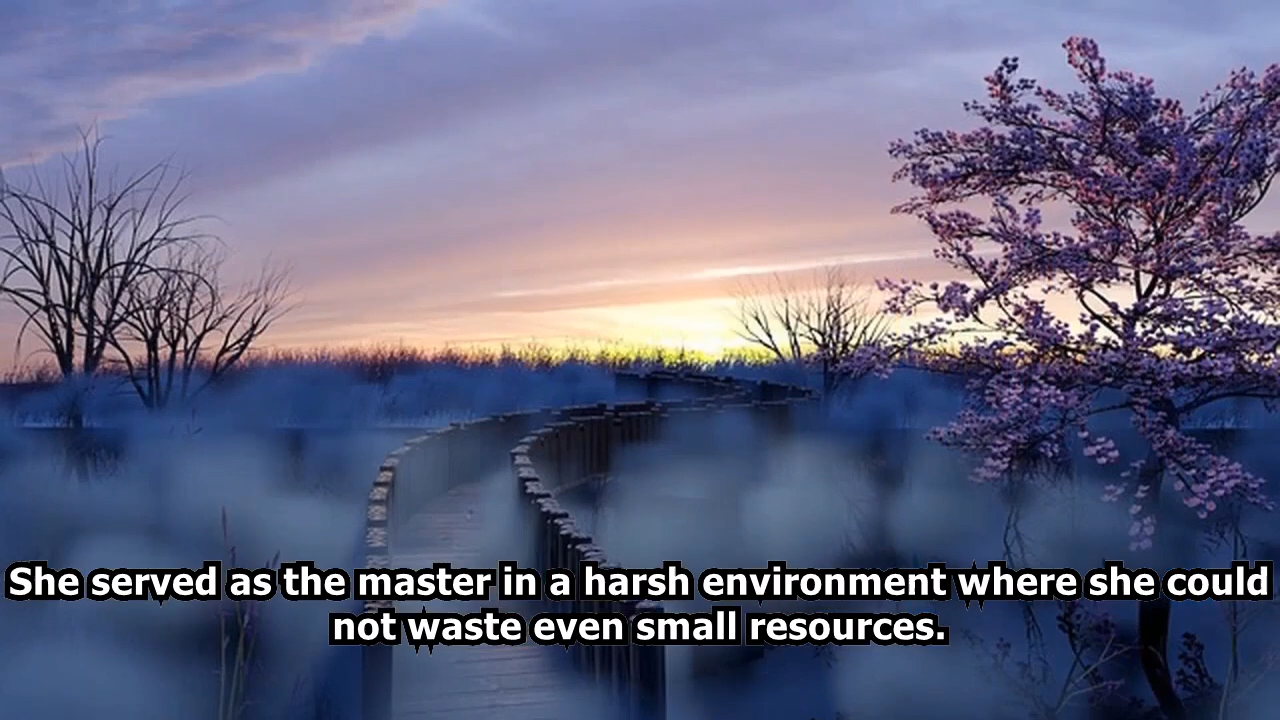 She served as the master in a harsh environment where she could
not waste even small resources.